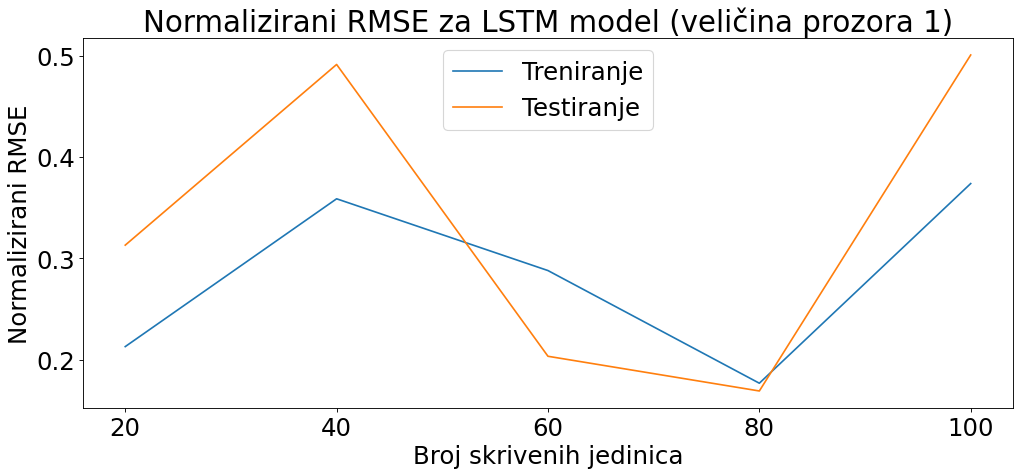 Normalizirani RMSE za LSTM model (veličina prozora 1)
Treniranje
Testiranje
Normalizirani RMSE
0.5
0.4
0.3
0.2
20 40 60 80 100
Broj skrivenih jedinica